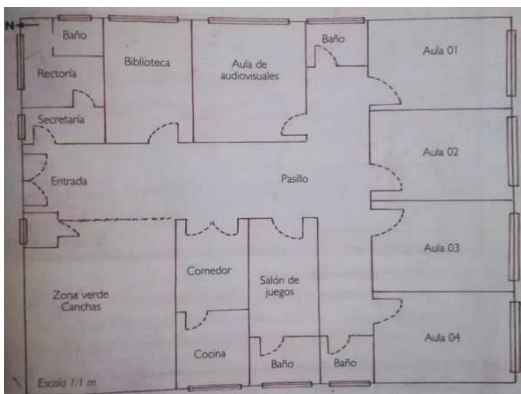 N
Baño
Rectoría
Secretaría
Biblioteca
Aula de
audiovisuales
Baño
Aula 01
Aula 02
Entrada
Pasillo
Aula 03
Comedor
Salón de
juegos
Zona verde
Canchas
Cocina
Baño
Baño
Aula 04
Escala 1:1 m